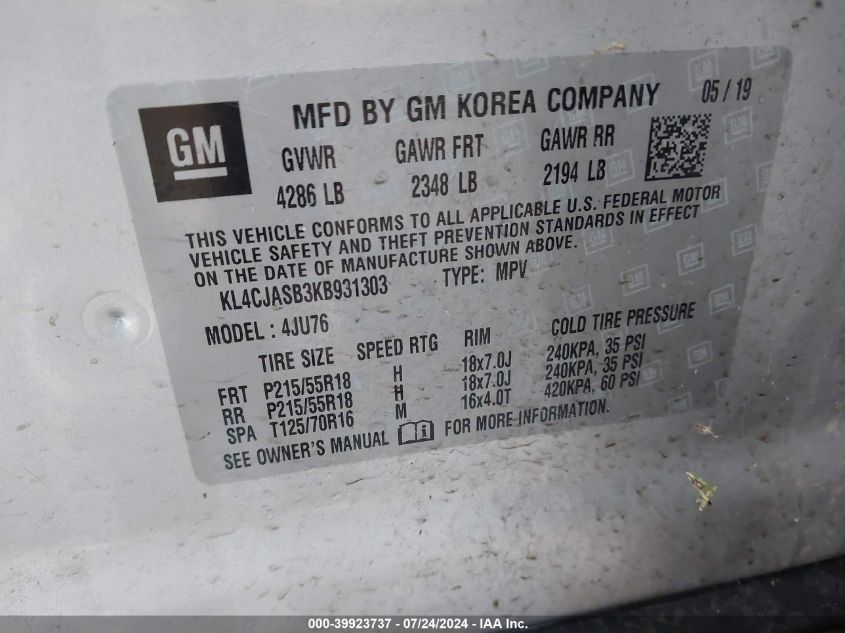 GM
MFD BY GM KOREA COMPANY 05 / 19
GVWR GAWR FRT GAWR RR
4286 LB 2348 LB 2194 LB
THIS VEHICLE CONFORMS TO ALL APPLICABLE U.S. FEDERAL MOTOR
VEHICLE SAFETY AND THEFT PREVENTION STANDARDS IN EFFECT
ON THE DATE OF MANUFACTURE SHOWN ABOVE.
KL4CJASB3KB931303 TYPE: MPV
MODEL : 4JU76
TIRE SIZE SPEED RTG RIM COLD TIRE PRESSURE
FRT P215/55R18 H 18x7.0J 240KPA, 35 PSI
RR P215/55R18 H 18x7.0J 240KPA, 35 PSI
SPA T125/70R16 M 16x4.0T 420KPA, 60 PSI
SEE OWNER'S MANUAL FOR MORE INFORMATION.
000-39923737 - 07/24/2024 - IAA Inc.